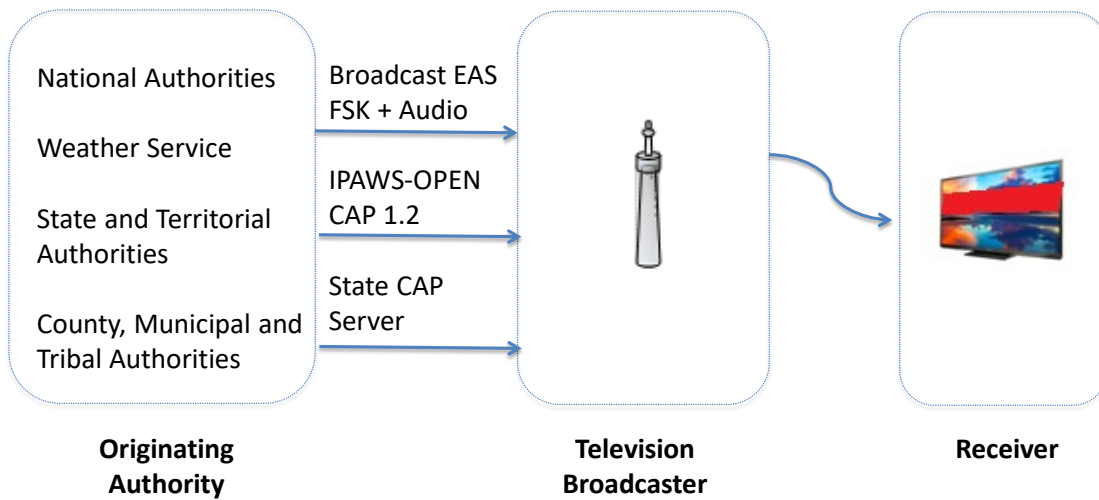 National Authorities
Weather Service
State and Territorial
Authorities
County, Municipal and
Tribal Authorities
Broadcast EAS
FSK + Audio
IPAWS-OPEN
CAP 1.2
State CAP
Server
Originating
Authority
Television
Broadcaster
Receiver